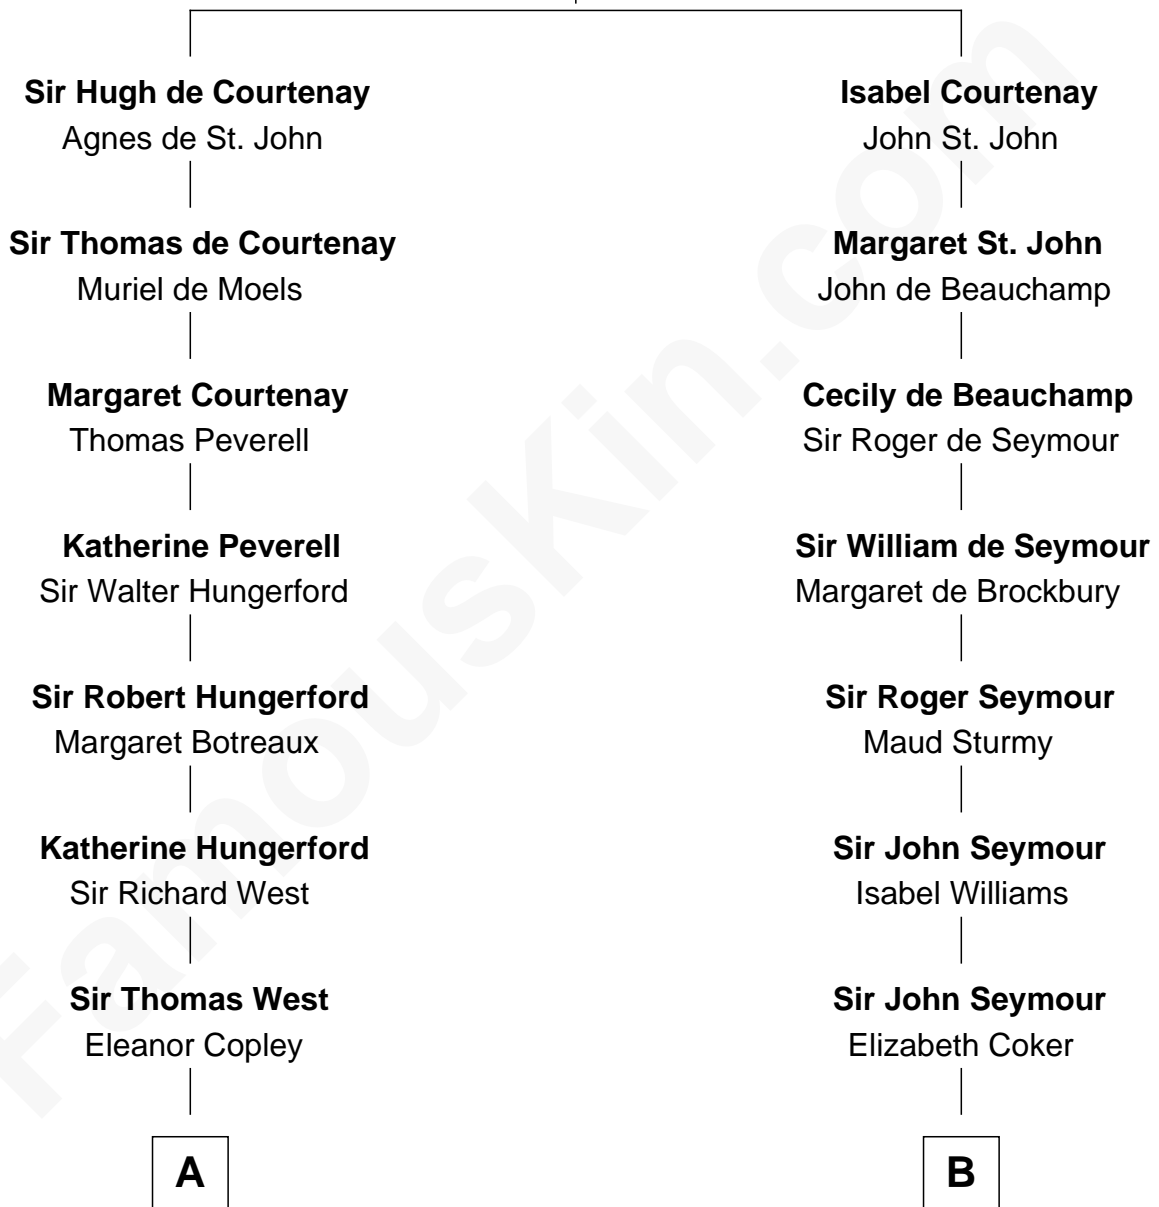 Sir Hugh de Courtenay
Agnes de St. John
Isabel Courtenay
John St. John
Sir Thomas de Courtenay
Muriel de Moels
Margaret St. John
John de Beauchamp
Margaret Courtenay
Thomas Peverell
Cecily de Beauchamp
Sir Roger de Seymour
Katherine Peverell
Sir Walter Hungerford
Sir William de Seymour
Margaret de Brockbury
Sir Robert Hungerford
Margaret Botreaux
Sir Roger Seymour
Maud Sturmy
Katherine Hungerford
Sir Richard West
Sir John Seymour
Isabel Williams
Sir Thomas West
Eleanor Copley
Sir John Seymour
Elizabeth Coker
A
B
FamousKin.com